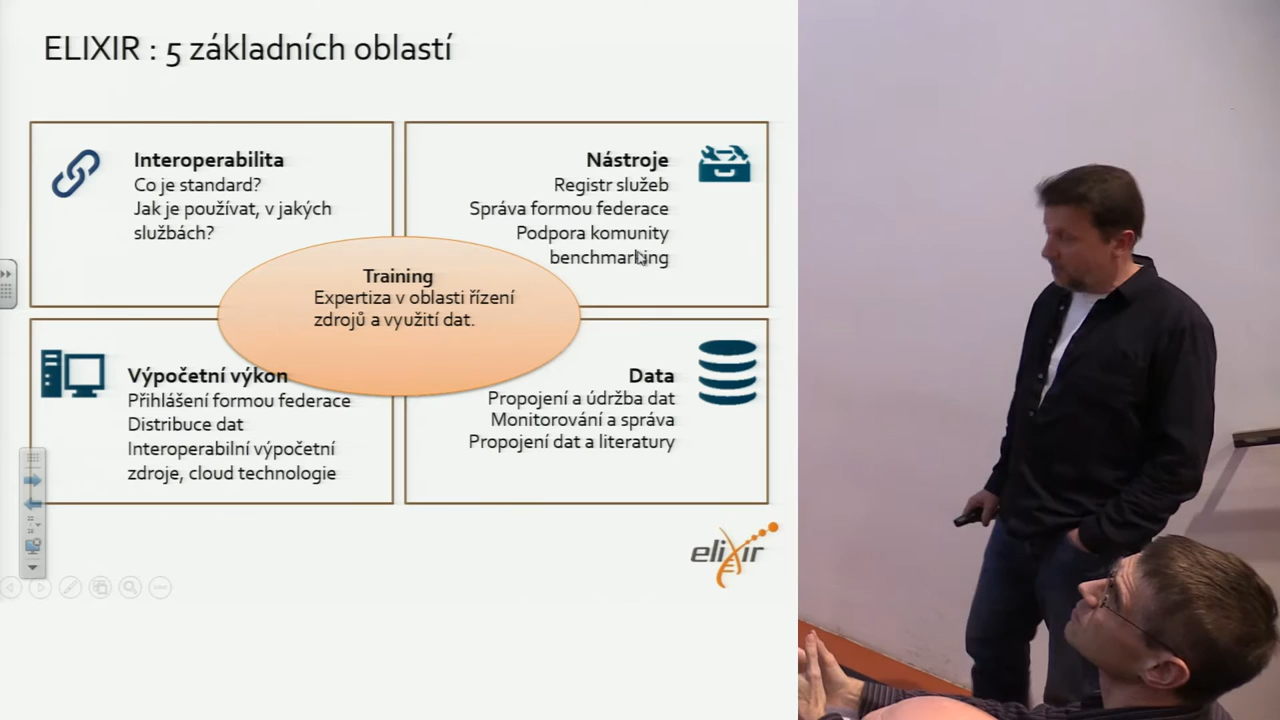 ELIXIR : 5 základních oblastí
Interoperabilita
Co je standard?
Jak je používat, v jakých
službách?
Nástroje
Registr služeb
Správa formou federace
Podpora komunity
benchmarking
Training
Expertiza v oblasti řízení
zdrojů a využití dat.
Výpočetní výkon
Přihlášení formou federace
Distribuce dat
Interoperabilní výpočetní
zdroje, cloud technologie
Data
Propojení a údržba dat
Monitorování a správa
Propojení dat a literatury
elixir